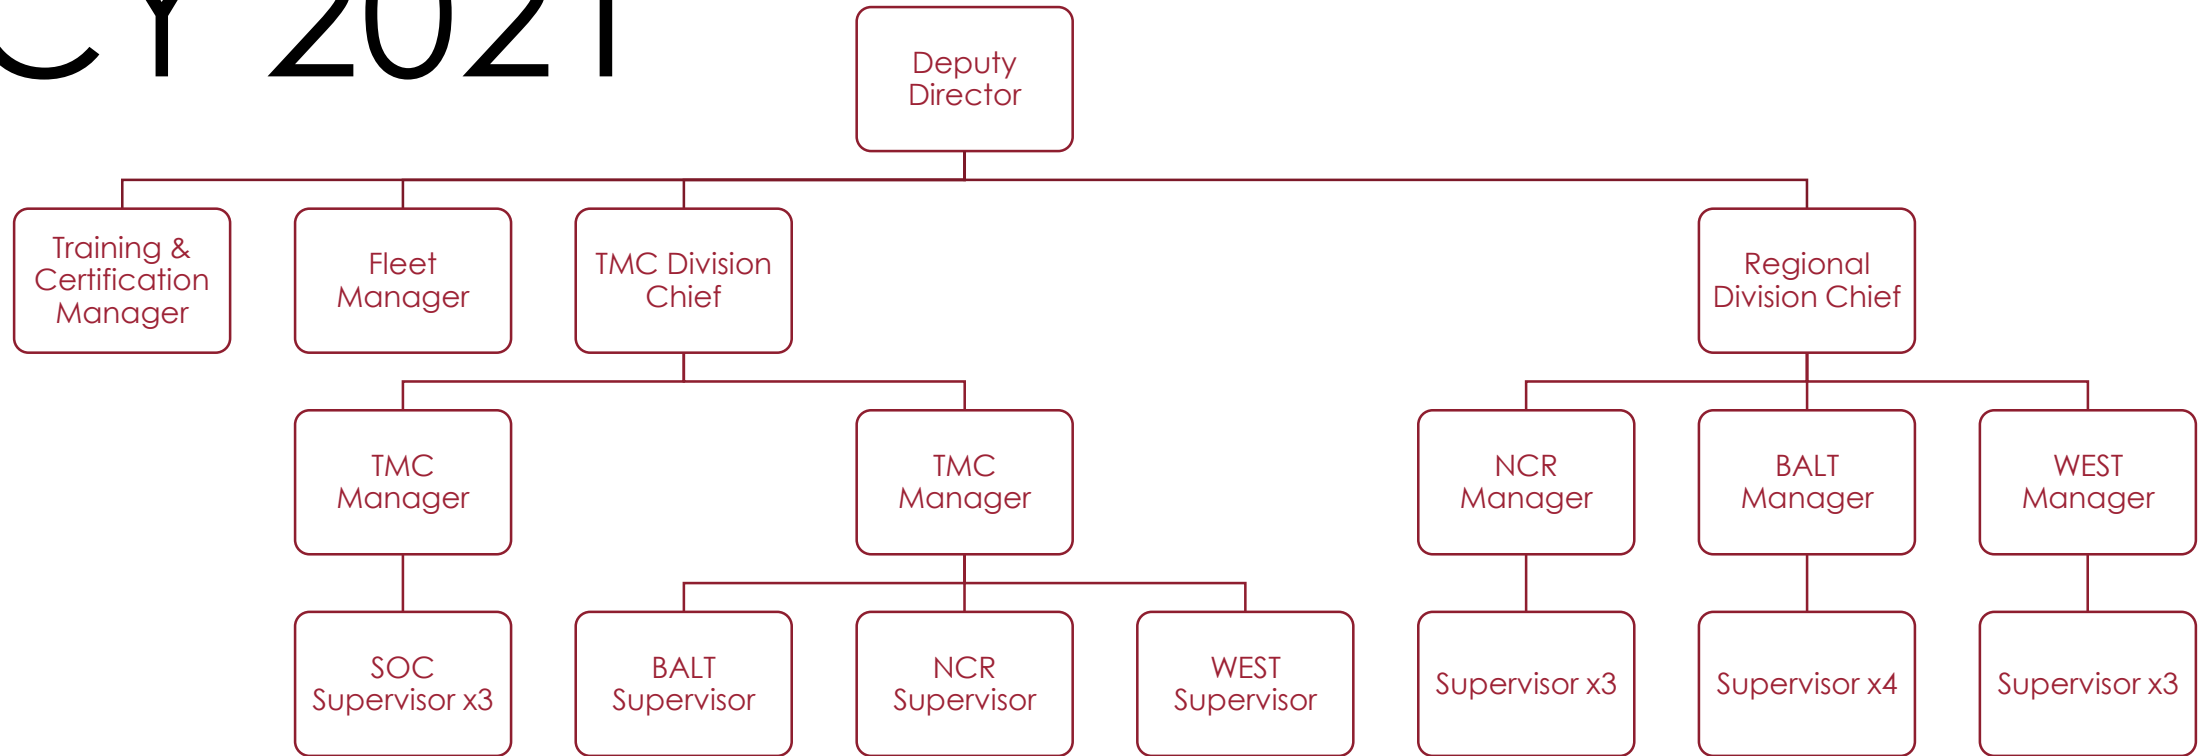 CY 2021
Deputy
Director
Training &
Certification
Manager
Fleet
Manager
TMC Division
Chief
Regional
Division Chief
TMC
Manager
TMC
Manager
NCR
Manager
BALT
Manager
WEST
Manager
SOC
Supervisor x3
BALT
Supervisor
NCR
Supervisor
WEST
Supervisor
Supervisor x3
Supervisor x4
Supervisor x3